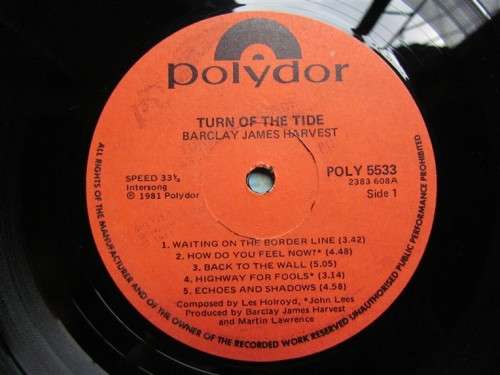 polydor
TURN OF THE TIDE
BARCLAY JAMES HARVEST
SPEED 33⅓
Intersong
℗ 1981 Polydor
POLY 5533
2383 608A
Side 1
1. WAITING ON THE BORDER LINE (3.42)
2. HOW DO YOU FEEL NOW?* (4.48)
3. BACK TO THE WALL (5.05)
4. HIGHWAY FOR FOOLS* (3.14)
5. ECHOES AND SHADOWS (4.58)
Composed by Les Holroyd, *John Lees
Produced by Barclay James Harvest
and Martin Lawrence
ALL RIGHTS OF THE MANUFACTURER AND OF THE OWNER OF THE RECORDED WORK RESERVED UNAUTHORISED PUBLIC PERFORMANCE PROHIBITED